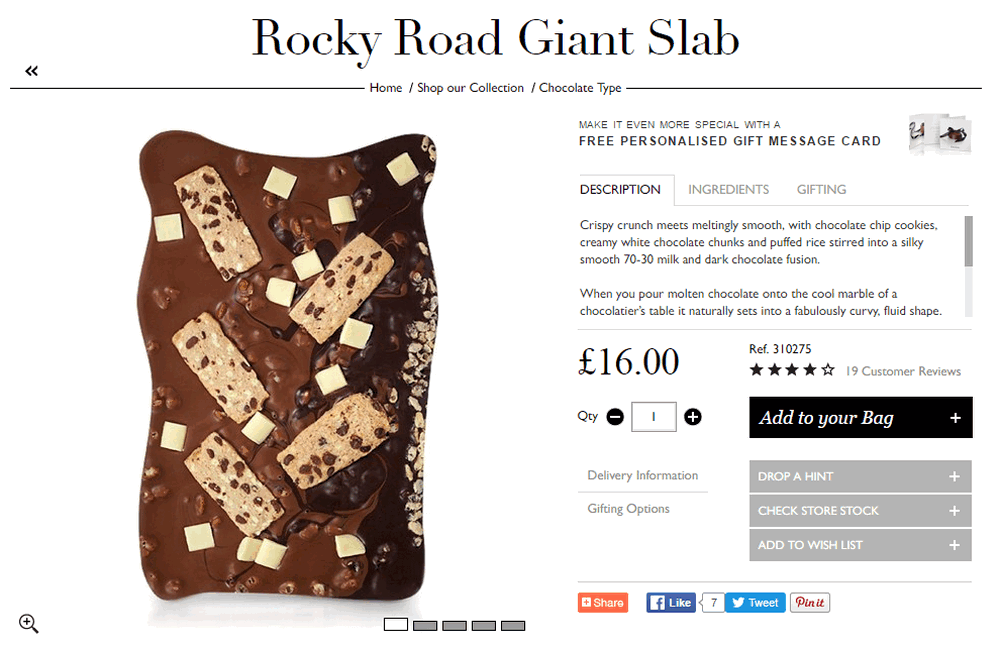 Rocky Road Giant Slab
«
Home / Shop our Collection / Chocolate Type
MAKE IT EVEN MORE SPECIAL WITH A
FREE PERSONALISED GIFT MESSAGE CARD
DESCRIPTION INGREDIENTS GIFTING
Crispy crunch meets meltingly smooth, with chocolate chip cookies,
creamy white chocolate chunks and puffed rice stirred into a silky
smooth 70-30 milk and dark chocolate fusion.
When you pour molten chocolate onto the cool marble of a
chocolatier's table it naturally sets into a fabulously curvy, fluid shape.
£16.00
Ref. 310275
19 Customer Reviews
Qty 1
Add to your Bag +
Delivery Information
Gifting Options
DROP A HINT +
CHECK STORE STOCK +
ADD TO WISH LIST +
Share Like 7 Tweet Pin it